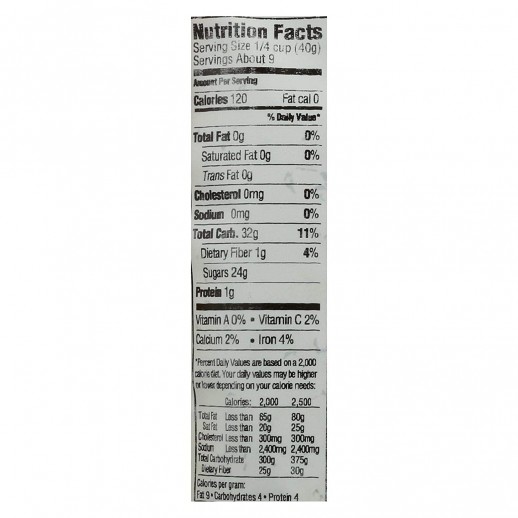 Nutrition Facts
Serving Size 1/4 cup (40g)
Servings About 9
Amount Per Serving
Calories 120 Fat cal 0
% Daily Value*
Total Fat 0g 0%
Saturated Fat 0g 0%
Trans Fat 0g
Cholesterol 0mg 0%
Sodium 0mg 0%
Total Carb. 32g 11%
Dietary Fiber 1g 4%
Sugars 24g
Protein 1g
Vitamin A 0% • Vitamin C 2%
Calcium 2% • Iron 4%
*Percent Daily Values are based on a 2,000
calorie diet. Your daily values may be higher
or lower depending on your calorie needs:
Calories: 2,000 2,500
Total Fat Less than 65g 80g
Sat Fat Less than 20g 25g
Cholesterol Less than 300mg 300mg
Sodium Less than 2,400mg 2,400mg
Total Carbohydrate 300g 375g
Dietary Fiber 25g 30g
Calories per gram:
Fat 9 • Carbohydrates 4 • Protein 4